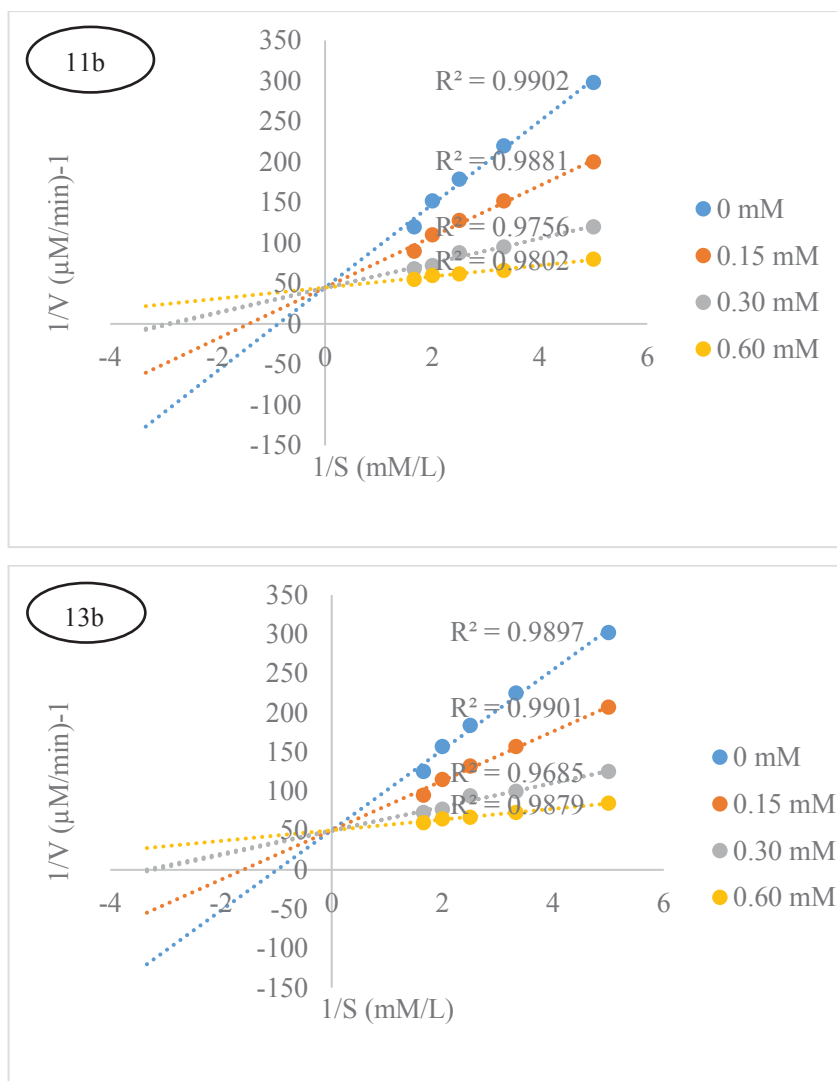 11b
350
300
250
200
150
100
50
0
-50
-100
-150
-4
-2
0
2
4
6
1/V (µM/min)-1
1/S (mM/L)
R² = 0.9902
R² = 0.9881
R² = 0.9756
R² = 0.9802
0 mM
0.15 mM
0.30 mM
0.60 mM
13b
350
300
250
200
150
100
50
0
-50
-100
-150
-4
-2
0
2
4
6
1/V (µM/min)-1
1/S (mM/L)
R² = 0.9897
R² = 0.9901
R² = 0.9685
R² = 0.9879
0 mM
0.15 mM
0.30 mM
0.60 mM